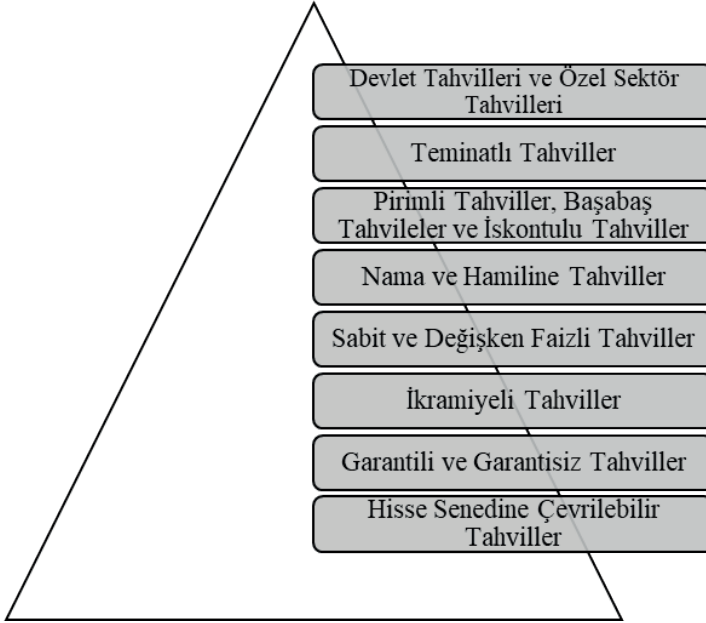 Devlet Tahvilleri ve Özel Sektör
Tahvilleri
Teminatlı Tahviller
Pirimli Tahviller, Başabaş
Tahvileler ve İskontulu Tahviller
Nama ve Hamiline Tahviller
Sabit ve Değişken Faizli Tahviller
İkramiyeli Tahviller
Garantili ve Garantisiz Tahviller
Hisse Senedine Çevrilebilir
Tahviller